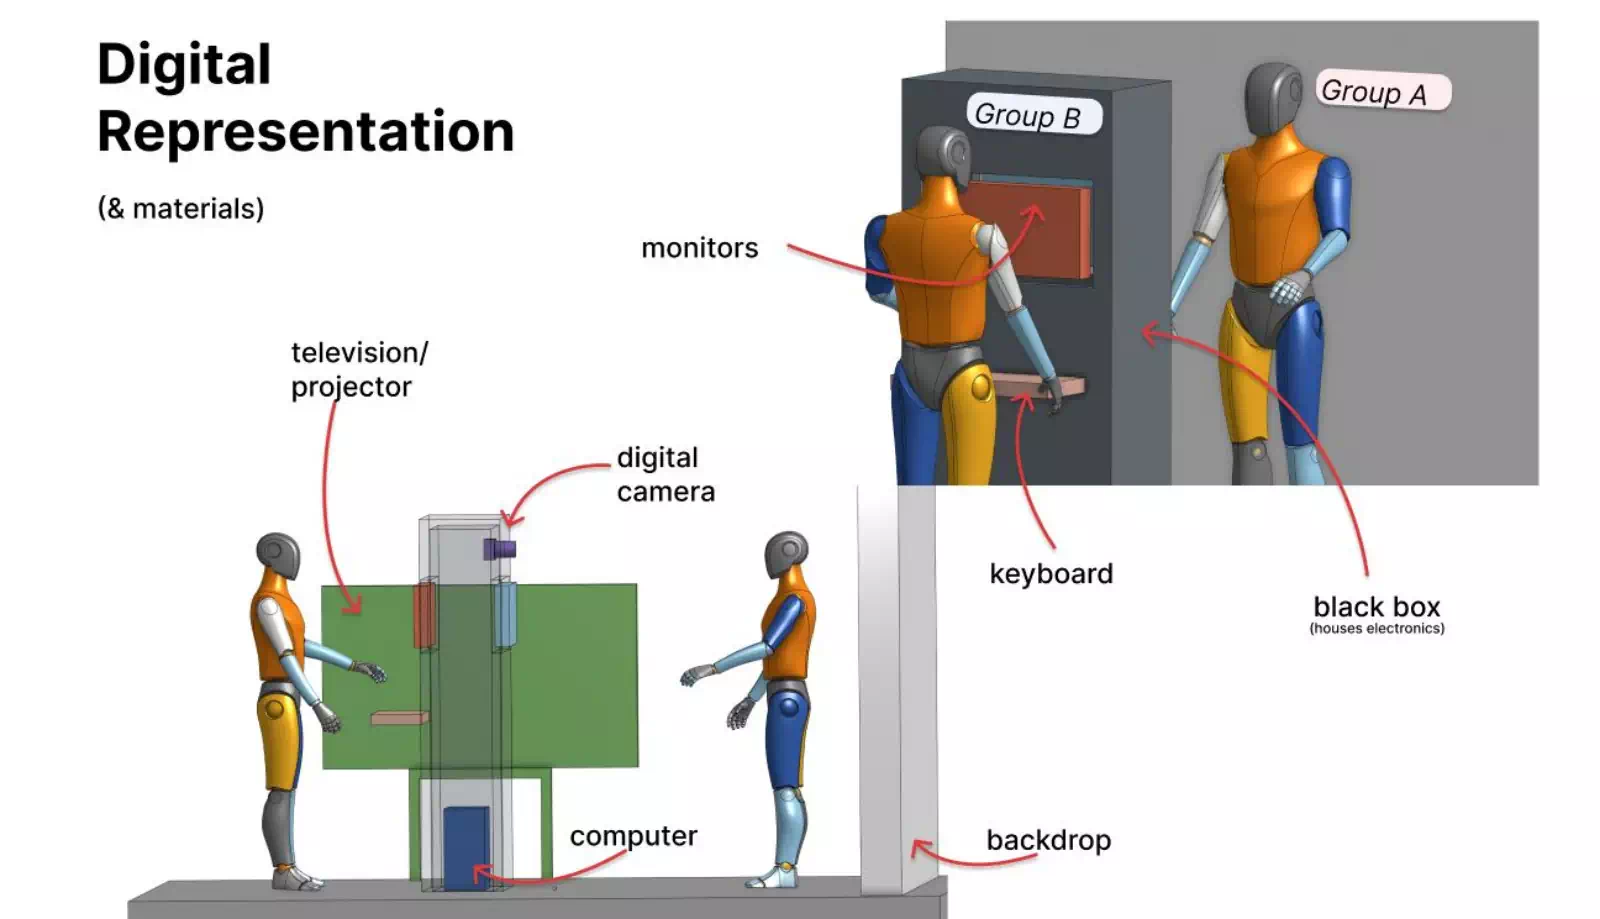 Digital
Representation
(& materials)
Group B
Group A
monitors
television/
projector
digital
camera
keyboard
black box
(houses electronics)
computer
backdrop